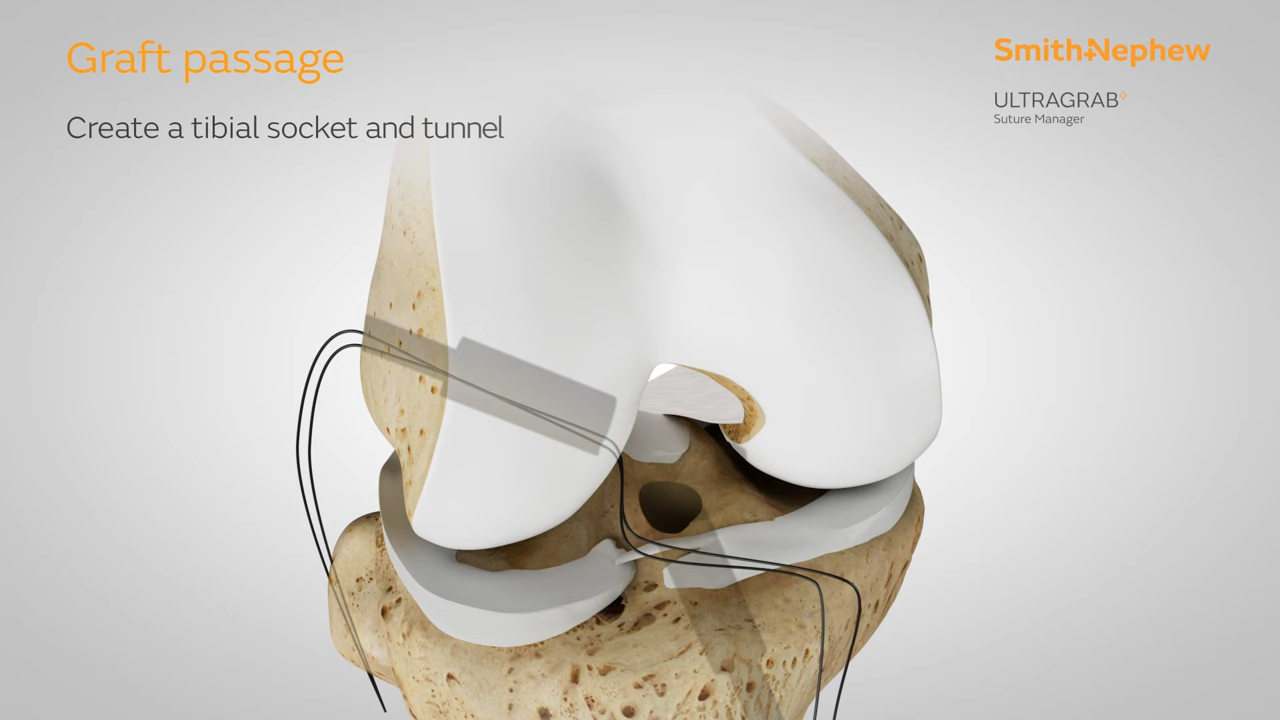 Graft passage
Create a tibial socket and tunnel
Smith+Nephew
ULTRAGRAB◊
Suture Manager